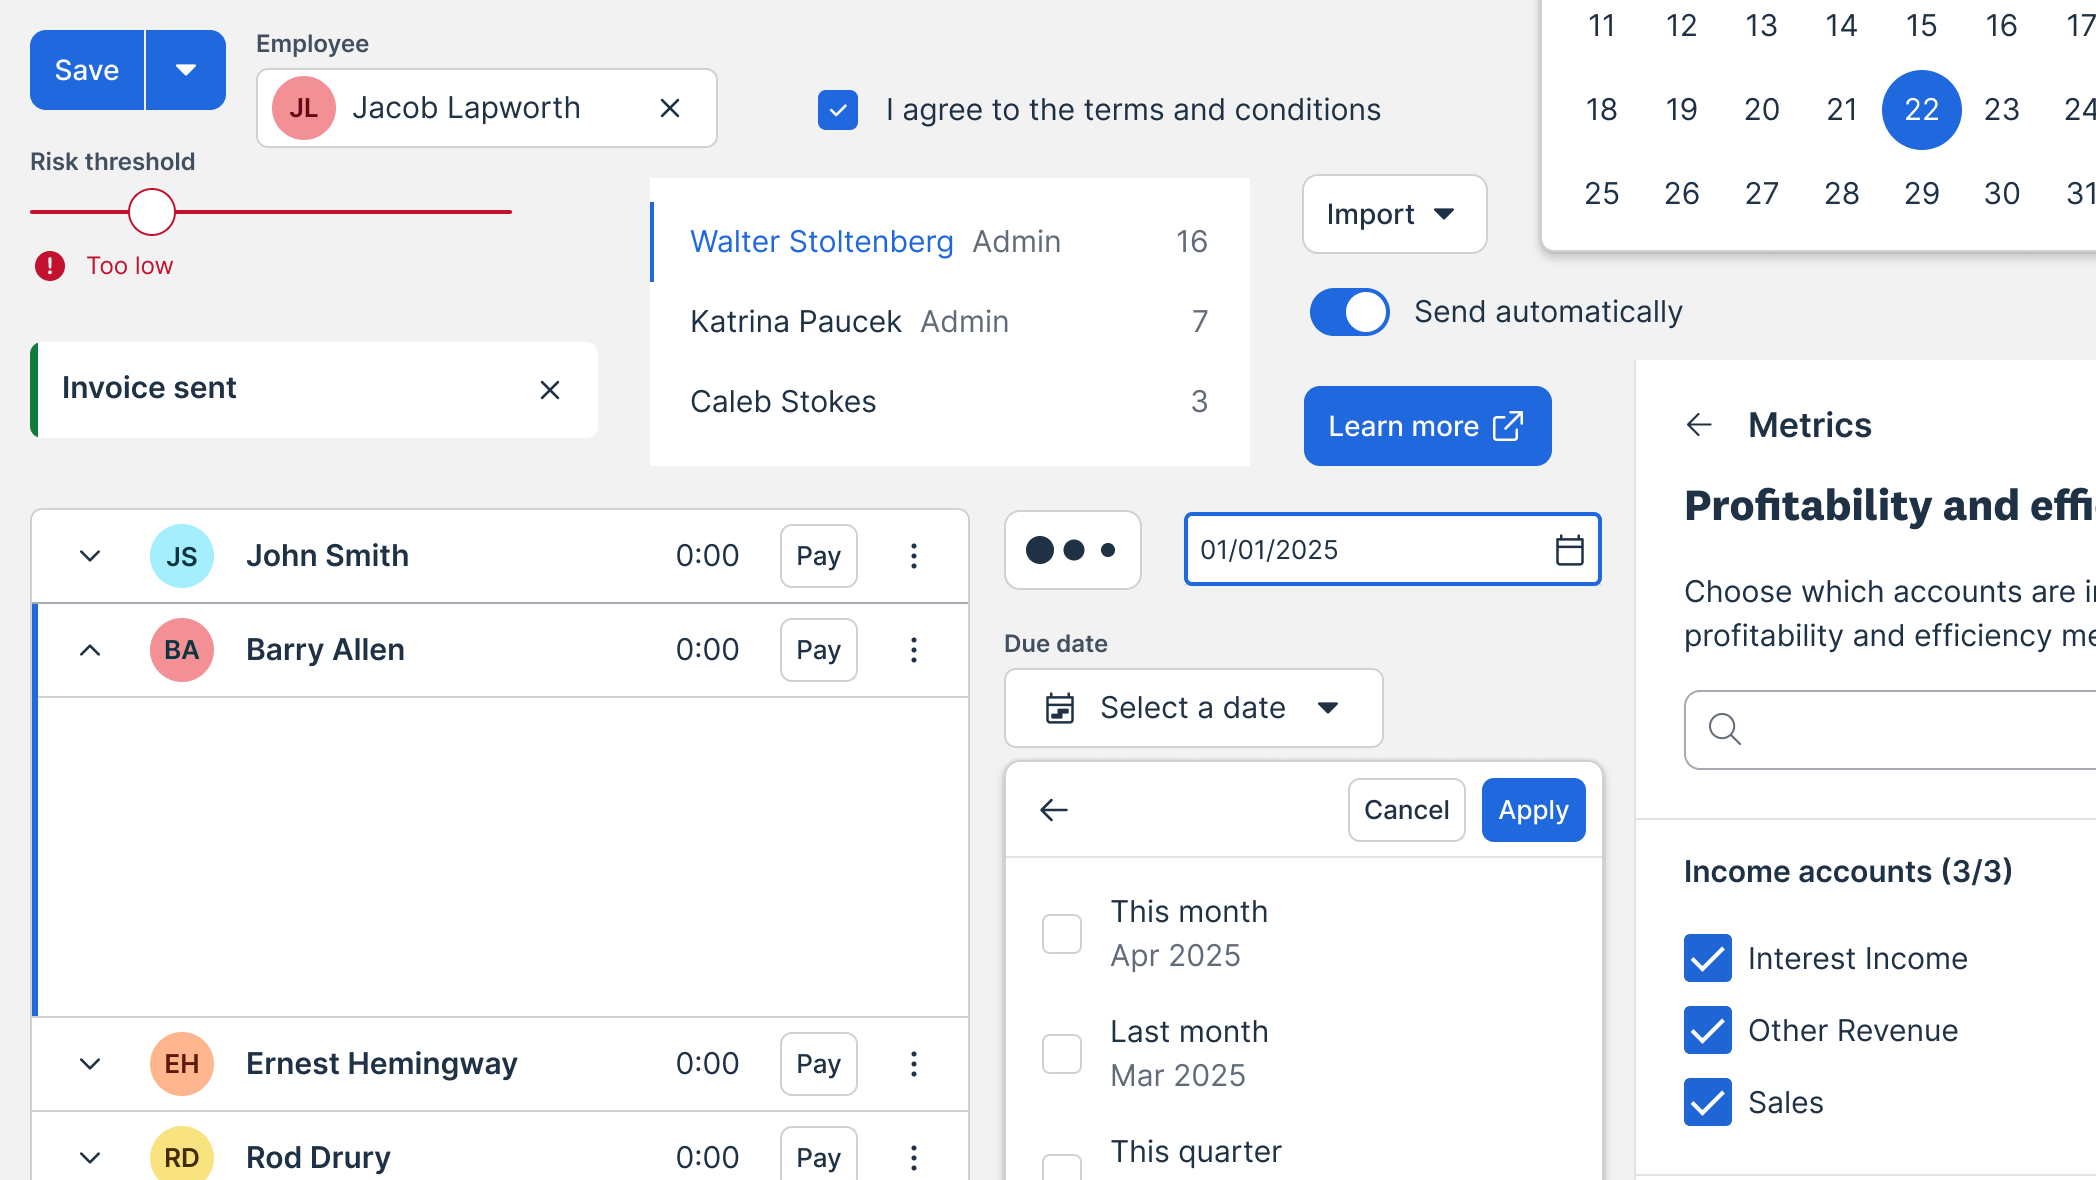 Save
Employee
JL Jacob Lapworth
I agree to the terms and conditions
Risk threshold
Too low
Invoice sent
Walter Stoltenberg Admin 16
Katrina Paucek Admin 7
Caleb Stokes 3
Import
Send automatically
Learn more
11 12 13 14 15 16 17
18 19 20 21 22 23 24
25 26 27 28 29 30 31
JS John Smith 0:00 Pay
BA Barry Allen 0:00 Pay
EH Ernest Hemingway 0:00 Pay
RD Rod Drury 0:00 Pay
01/01/2025
Due date
Select a date
Cancel Apply
This month
Apr 2025
Last month
Mar 2025
This quarter
Metrics
Profitability and
Choose which accounts are
profitability and efficiency
Income accounts (3/3)
Interest Income
Other Revenue
Sales